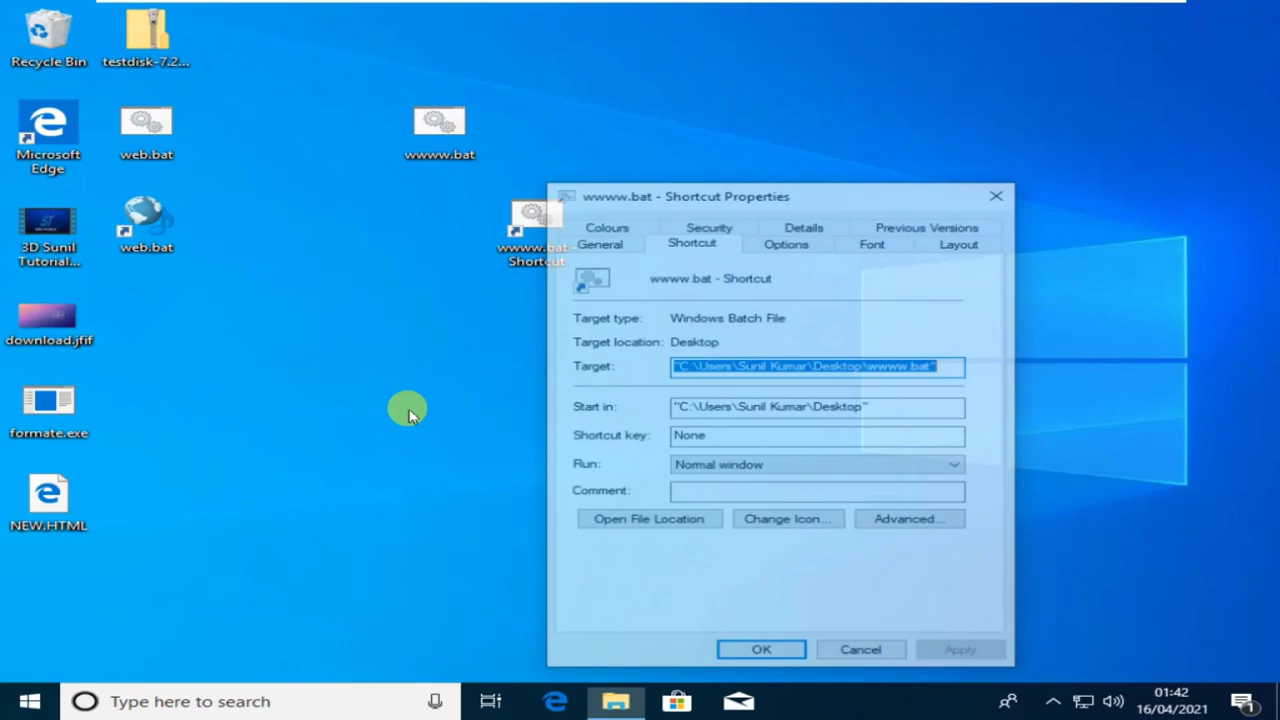 Recycle Bin
testdisk-7.2...
Microsoft
Edge
web.bat
wwww.bat
3D Sunil
Tutorial...
web.bat
wwww.bat -
Shortcut
download.jfif
formate.exe
NEW.HTML
wwww.bat - Shortcut Properties
Colours
Security
Details
Previous Versions
General
Shortcut
Options
Font
Layout
wwww.bat - Shortcut
Target type: Windows Batch File
Target location: Desktop
Target: "C:\Users\Sunil Kumar\Desktop\wwww.bat"
Start in: "C:\Users\Sunil Kumar\Desktop"
Shortcut key: None
Run: Normal window
Comment:
Open File Location
Change Icon...
Advanced...
OK
Cancel
Apply
Type here to search
01:42
16/04/2021
1